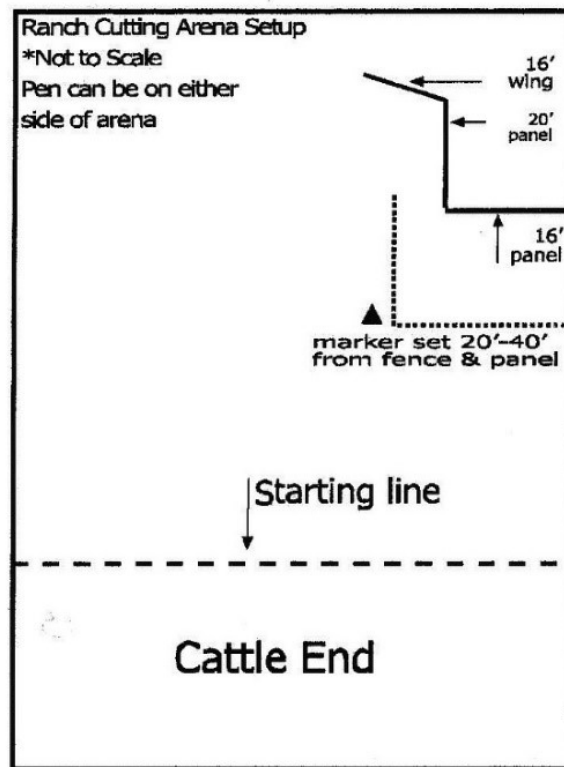 Ranch Cutting Arena Setup
*Not to Scale
Pen can be on either
side of arena
16'
wing
20'
panel
16'
panel
marker set 20'-40'
from fence & panel
Starting line
Cattle End